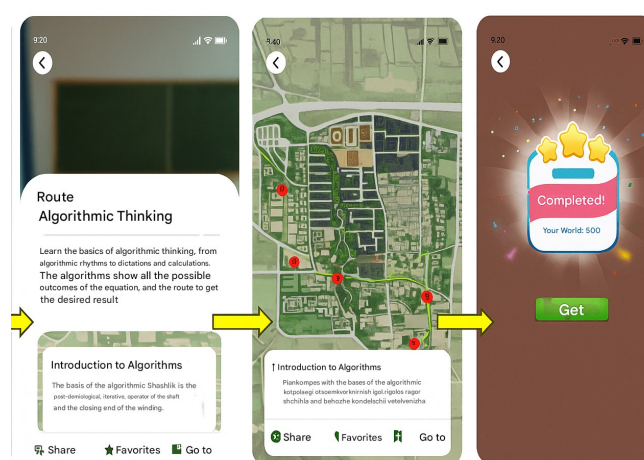 9:20
Route
Algorithmic Thinking
Learn the basics of algorithmic thinking, from
algorithmic rhythms to dictations and calculations.
The algorithms show all the possible
outcomes of the equation, and the route to get
the desired result
Introduction to Algorithms
The basis of the algorithmic Shashlik is the
post-demiological, iterative, operator of the shaft
and the closing end of the winding.
Share
Favorites
Go to
9:40
↑ Introduction to Algorithms
Piankompes with the bases of the algorithmic
kotpolaegi otsoemkvorknirnish igol.rigolos ragor
shchihla and behozhe kondelschii vetelvenizha
Share
Favorites
Go to
9:20
Completed!
Your World: 500
Get